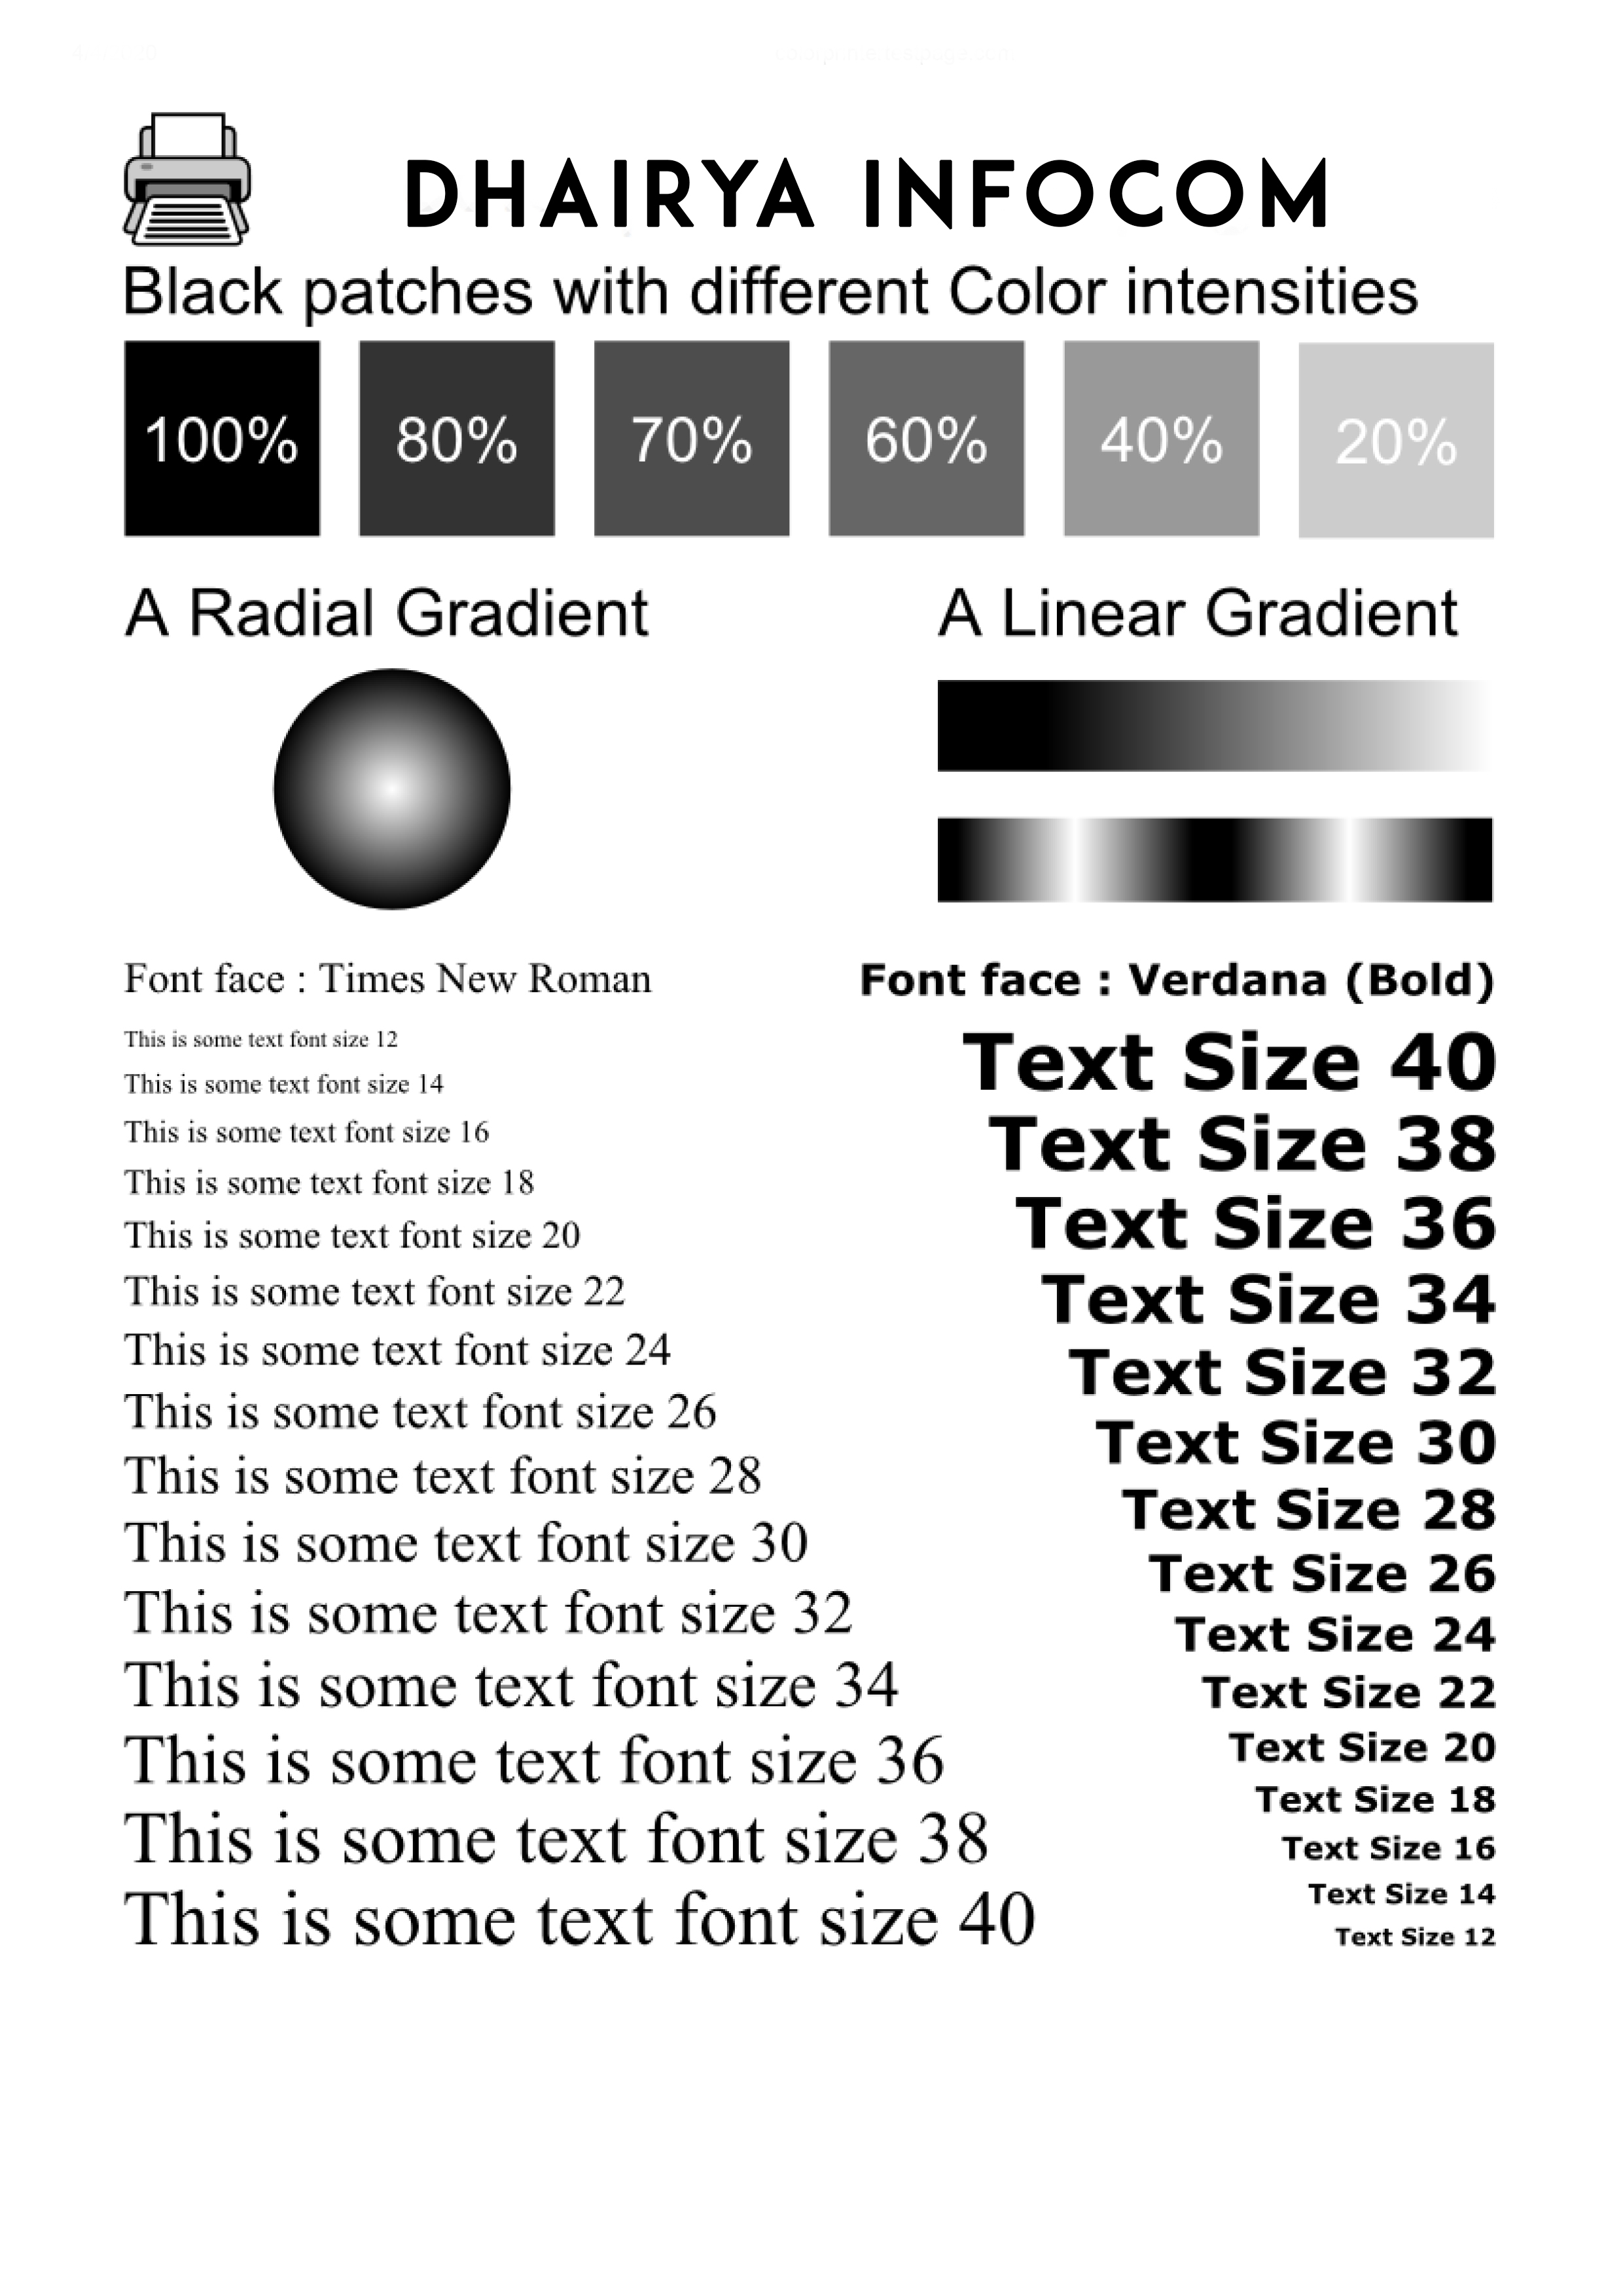 DHAIRYA INFOCOM
Black patches with different Color intensities
100% 80% 70% 60% 40% 20%
A Radial Gradient
A Linear Gradient
Font face : Times New Roman
This is some text font size 12
This is some text font size 14
This is some text font size 16
This is some text font size 18
This is some text font size 20
This is some text font size 22
This is some text font size 24
This is some text font size 26
This is some text font size 28
This is some text font size 30
This is some text font size 32
This is some text font size 34
This is some text font size 36
This is some text font size 38
This is some text font size 40
Font face : Verdana (Bold)
Text Size 40
Text Size 38
Text Size 36
Text Size 34
Text Size 32
Text Size 30
Text Size 28
Text Size 26
Text Size 24
Text Size 22
Text Size 20
Text Size 18
Text Size 16
Text Size 14
Text Size 12